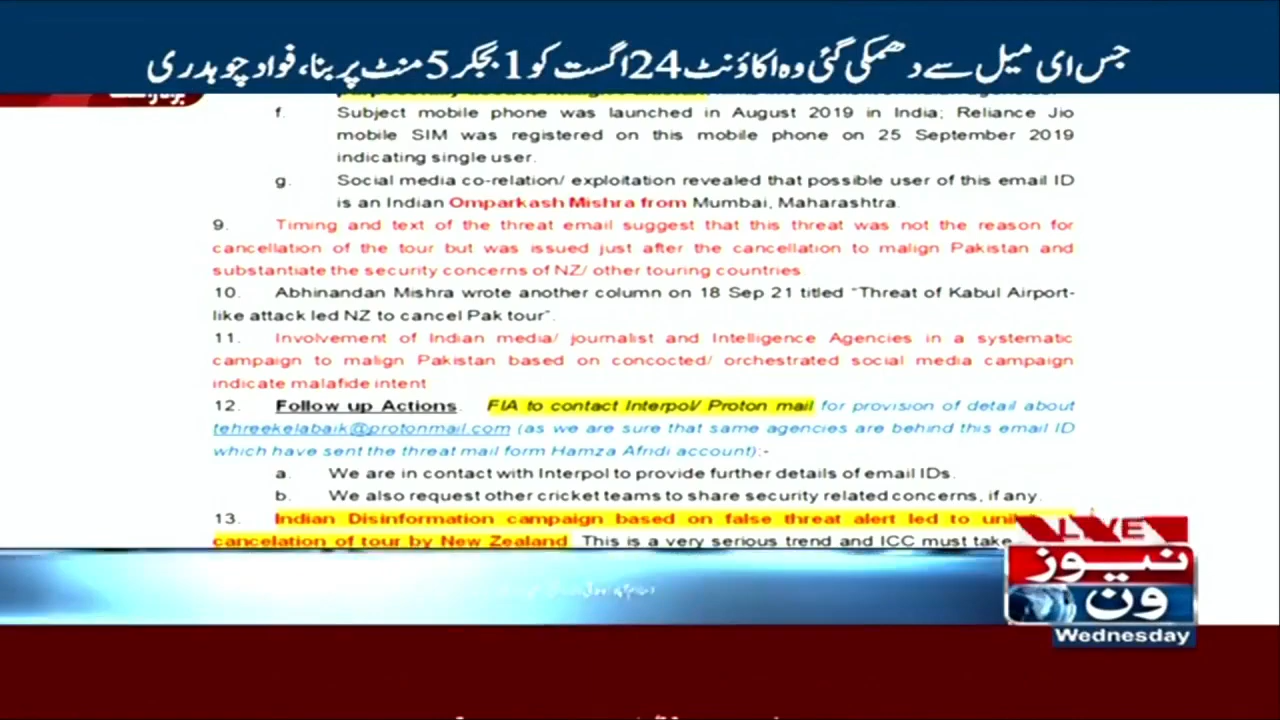 جس ای میل سے دھمکی گئی وہ اکاؤنٹ 24 اگست کو 1 بجکر 5 منٹ پر بنا، فواد چوہدری
f. Subject mobile phone was launched in August 2019 in India; Reliance Jio
mobile SIM was registered on this mobile phone on 25 September 2019
indicating single user.
g. Social media co-relation/ exploitation revealed that possible user of this email ID
is an Indian Omparkash Mishra from Mumbai, Maharashtra.
9. Timing and text of the threat email suggest that this threat was not the reason for
cancellation of the tour but was issued just after the cancellation to malign Pakistan and
substantiate the security concerns of NZ/ other touring countries
10. Abhinandan Mishra wrote another column on 18 Sep 21 titled "Threat of Kabul Airport-
like attack led NZ to cancel Pak tour".
11. Involvement of Indian media/ journalist and Intelligence Agencies in a systematic
campaign to malign Pakistan based on concocted/ orchestrated social media campaign
indicate malafide intent
12. Follow up Actions. FIA to contact Interpol/ Proton mail for provision of detail about
tehreekelabaik@protonmail.com (as we are sure that same agencies are behind this email ID
which have sent the threat mail form Hamza Afridi account):-
a. We are in contact with Interpol to provide further details of email IDs.
b. We also request other cricket teams to share security related concerns, if any.
13. Indian Disinformation campaign based on false threat alert led to
cancelation of tour by New Zealand. This is a very serious trend and ICC must take
LIVE
نیوز
ون
Wednesday